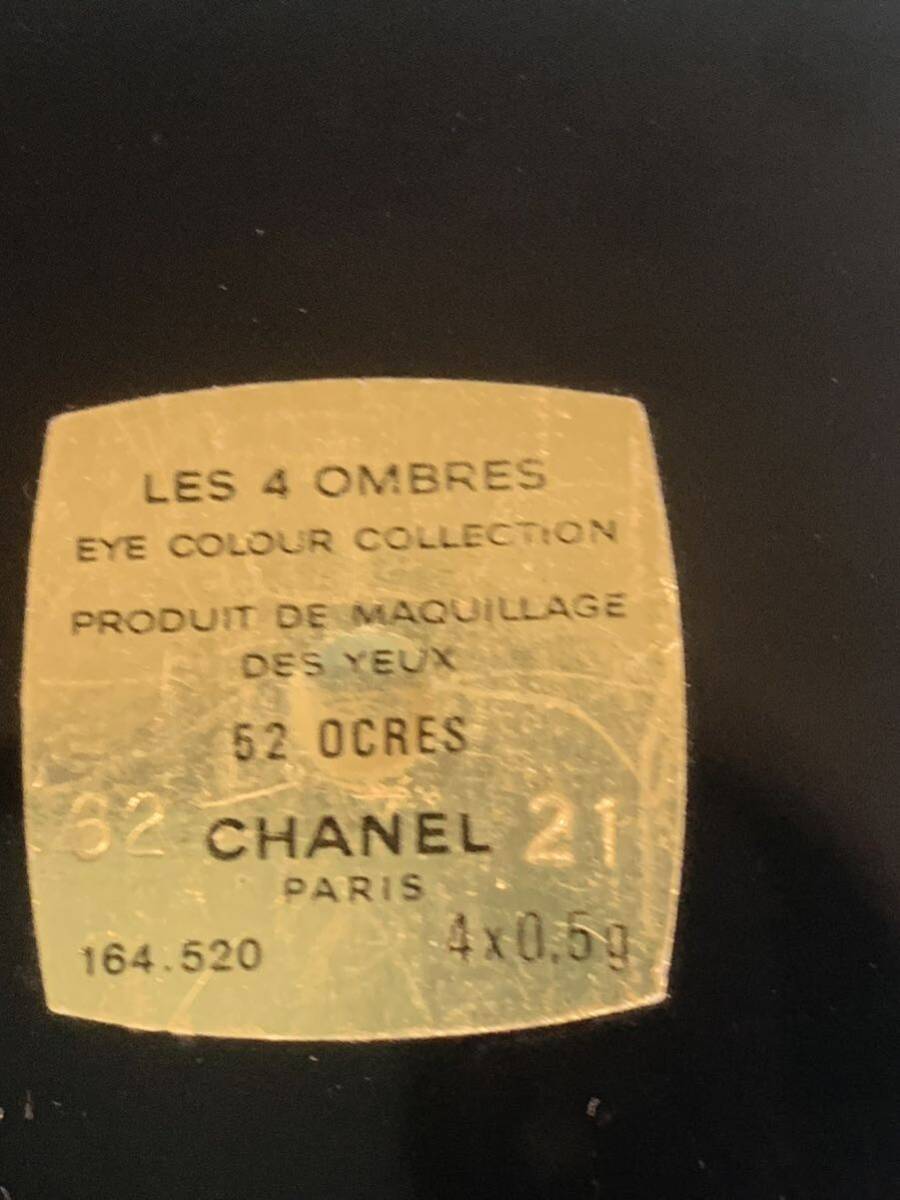 LES 4 OMBRES
EYE COLOUR COLLECTION
PRODUIT DE MAQUILLAGE
DES YEUX
52 OCRES
62 CHANEL 21
PARIS
164.520 4x0,5g